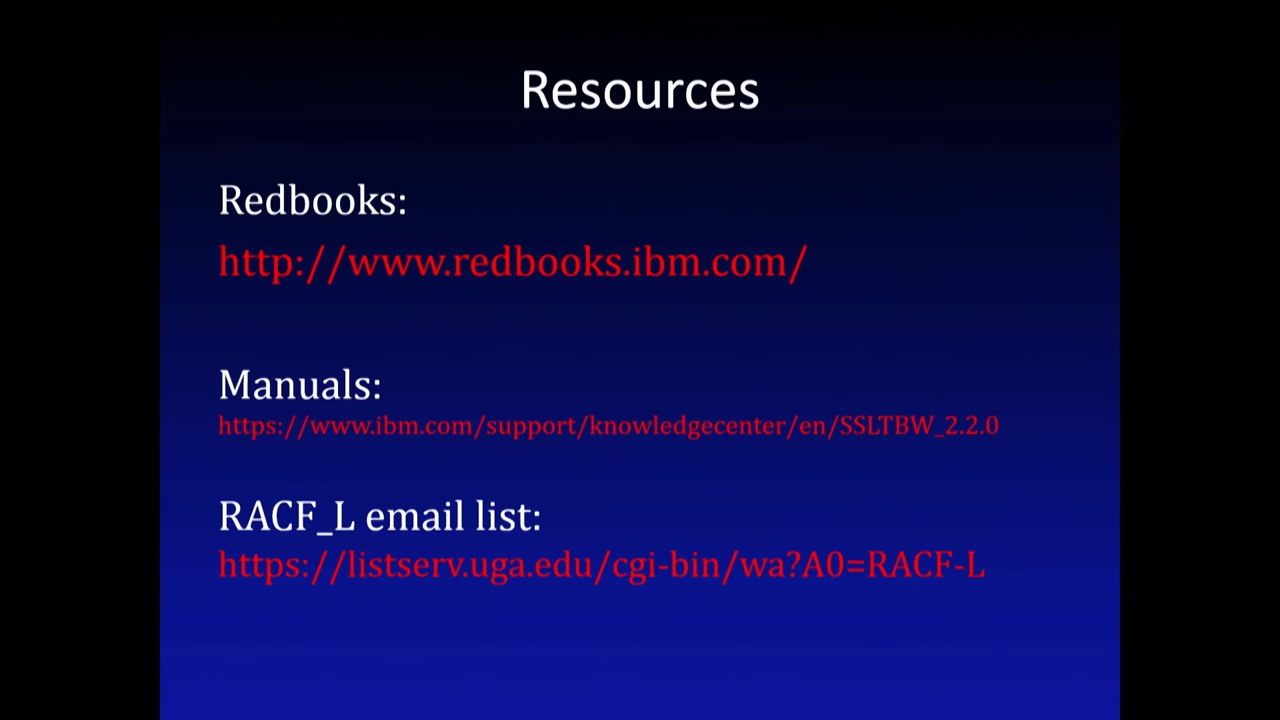 Resources
Redbooks:
http://www.redbooks.ibm.com/
Manuals:
https://www.ibm.com/support/knowledgecenter/en/SSLTBW_2.2.0
RACF_L email list:
https://listserv.uga.edu/cgi-bin/wa?A0=RACF-L